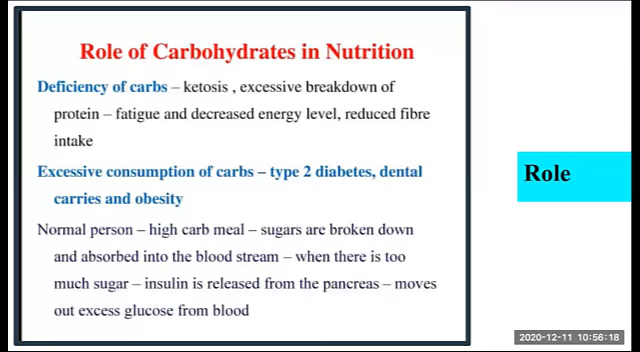 Role of Carbohydrates in Nutrition
Deficiency of carbs – ketosis , excessive breakdown of
protein – fatigue and decreased energy level, reduced fibre
intake
Excessive consumption of carbs – type 2 diabetes, dental
carries and obesity
Normal person – high carb meal – sugars are broken down
and absorbed into the blood stream – when there is too
much sugar – insulin is released from the pancreas – moves
out excess glucose from blood
Role
2020-12-11 10:56:18